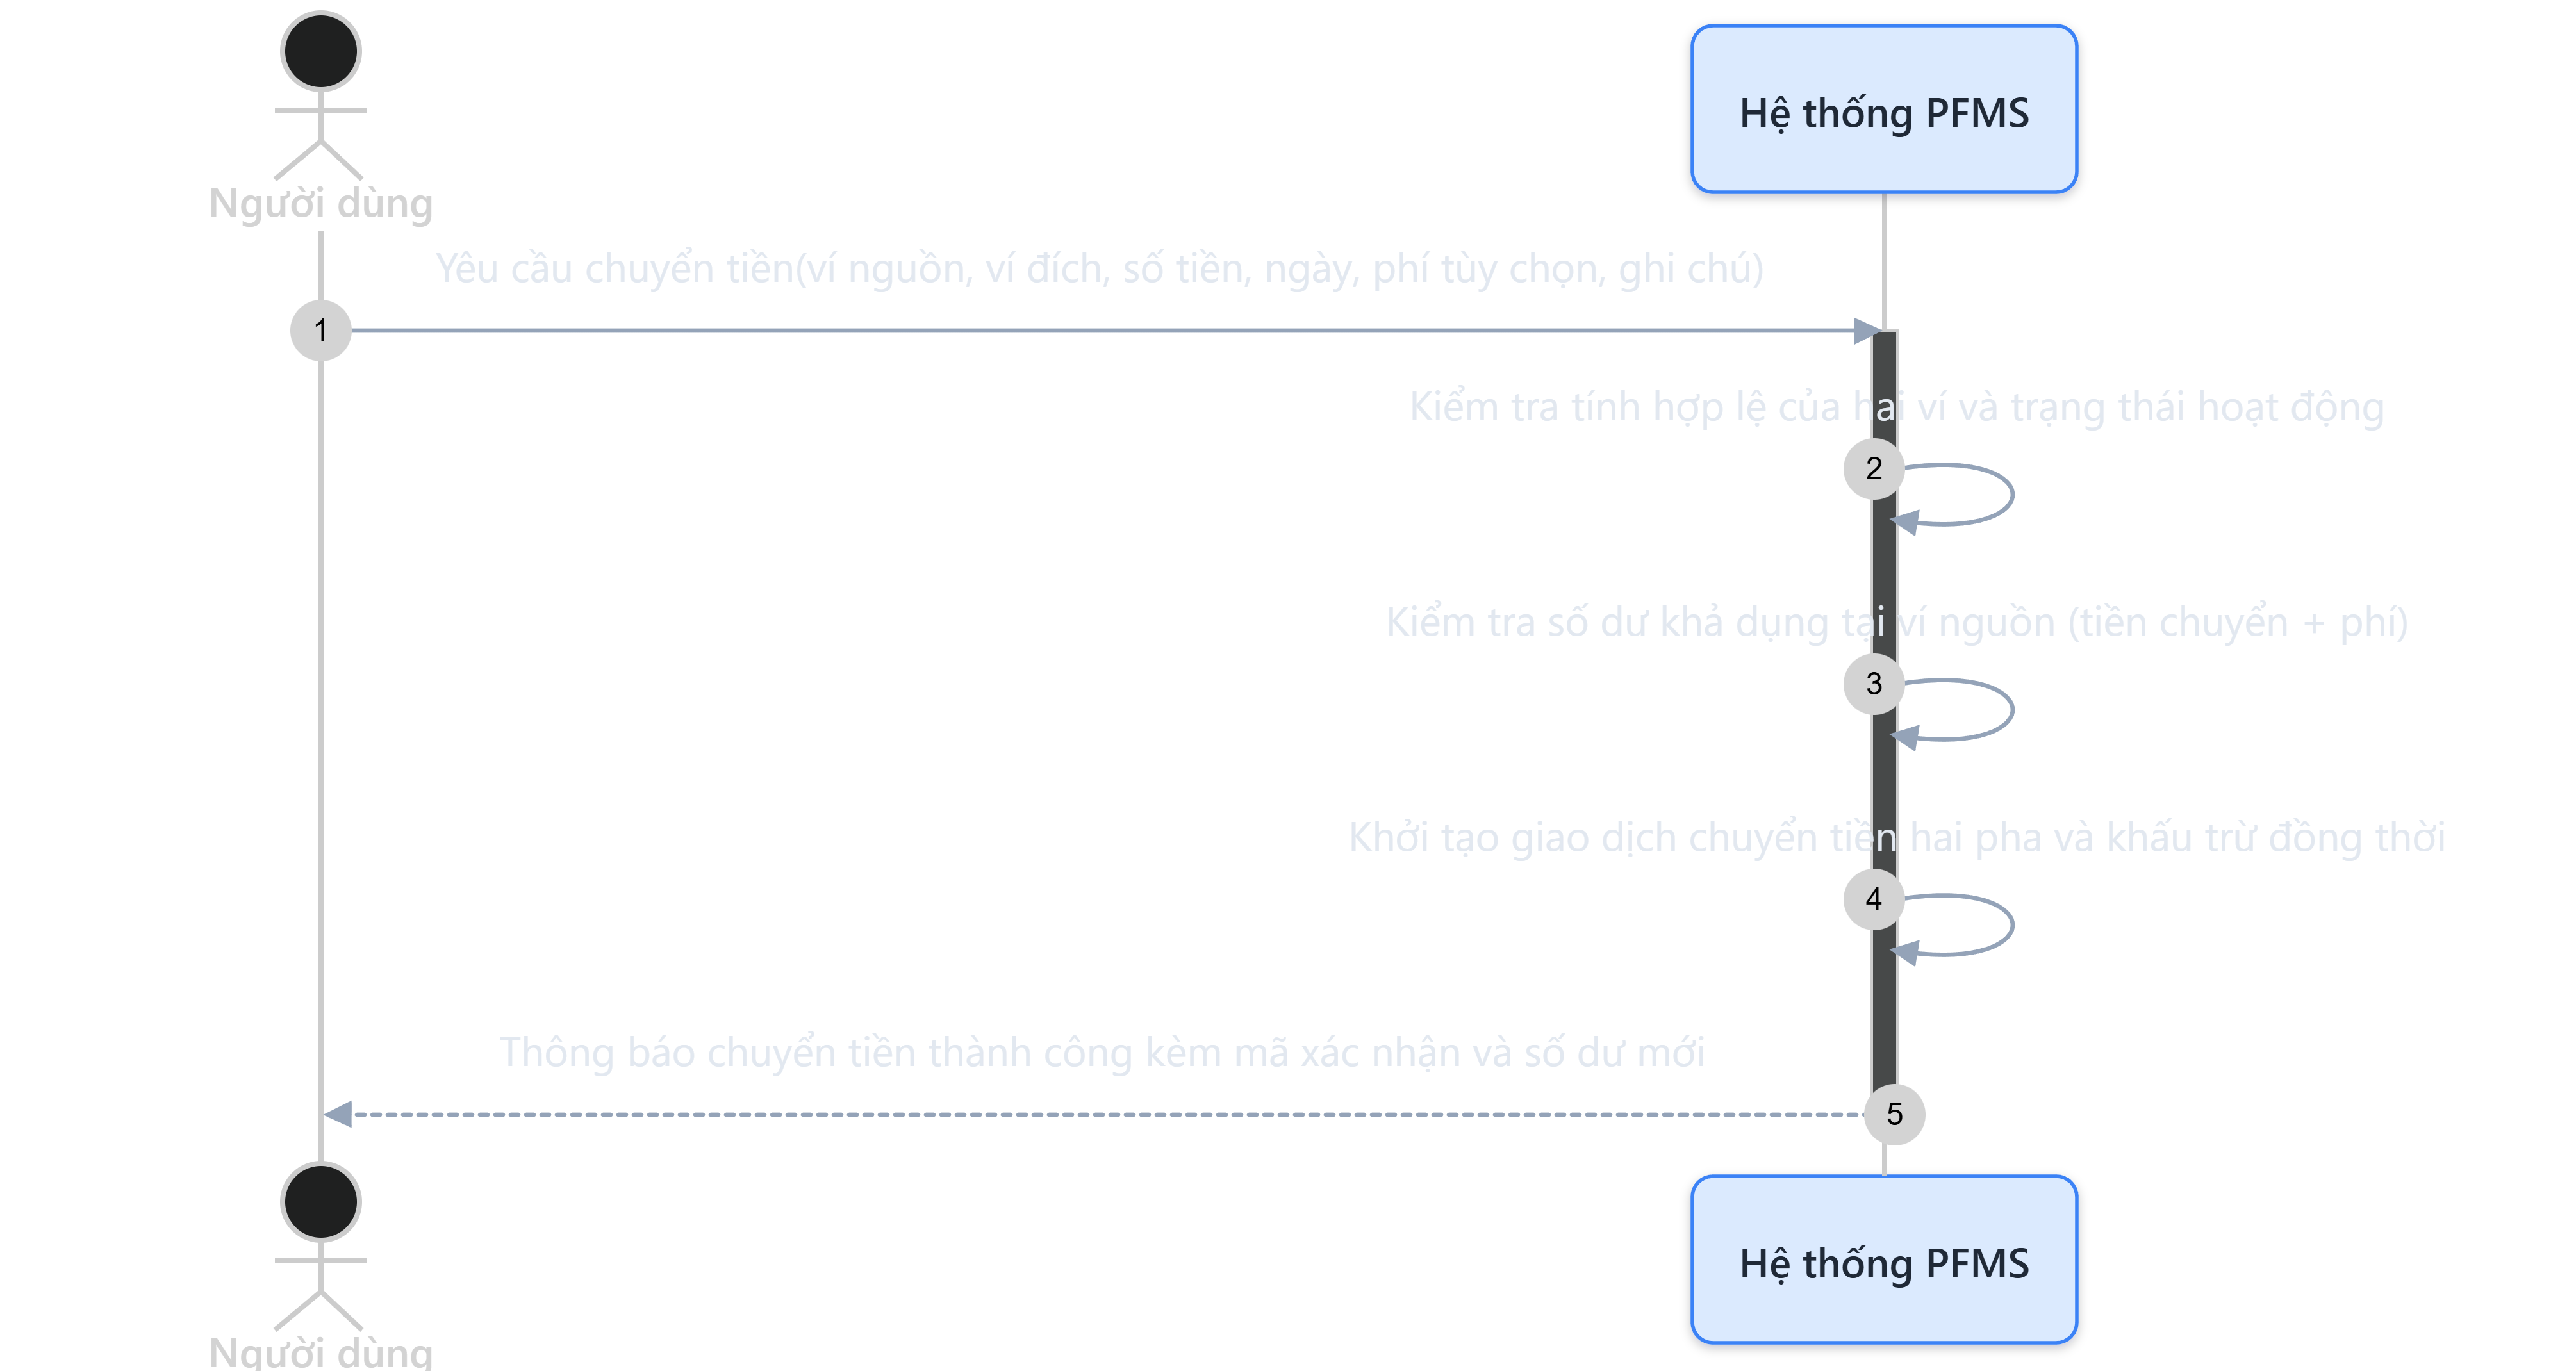 Người dùng
Hệ thống PFMS
Yêu cầu chuyển tiền(ví nguồn, ví đích, số tiền, ngày, phí tùy chọn, ghi chú)
1
Kiểm tra tính hợp lệ của hai ví và trạng thái hoạt động
2
Kiểm tra số dư khả dụng tại ví nguồn (tiền chuyển + phí)
3
Khởi tạo giao dịch chuyển tiền hai pha và khấu trừ đồng thời
4
Thông báo chuyển tiền thành công kèm mã xác nhận và số dư mới
5
Hệ thống PFMS
Người dùng